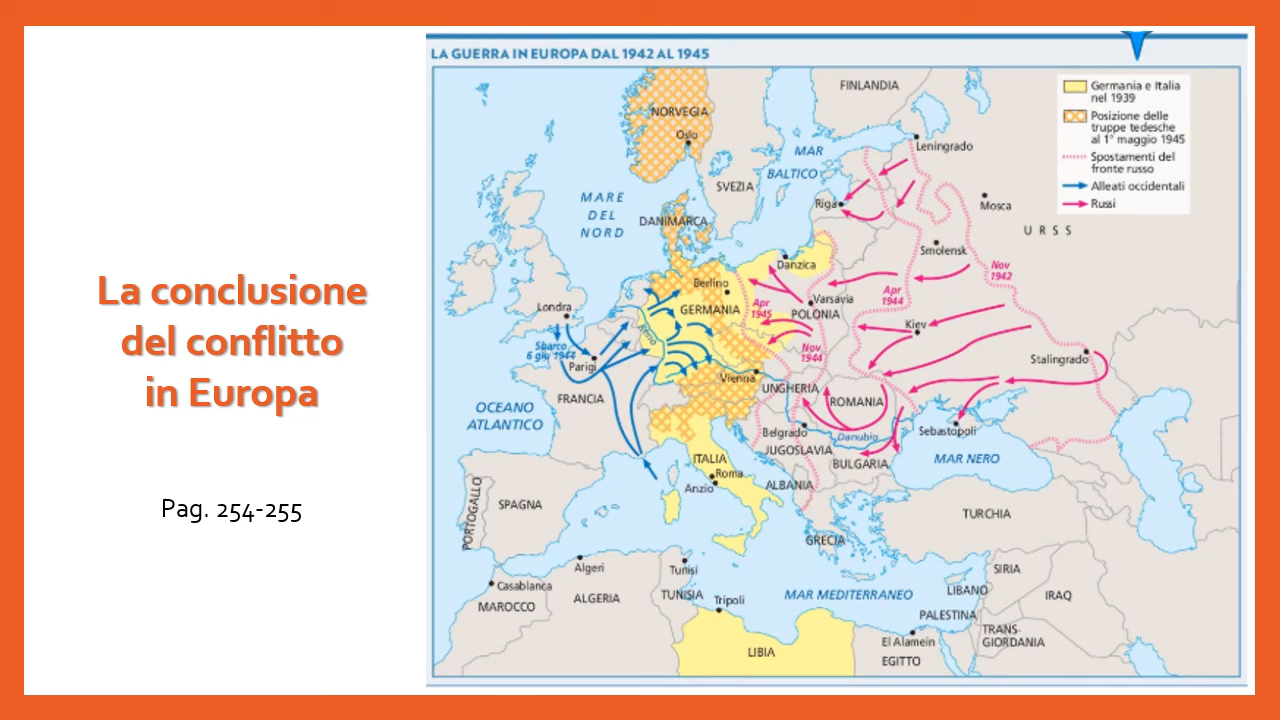 La conclusione
del conflitto
in Europa
Pag. 254-255
LA GUERRA IN EUROPA DAL 1942 AL 1945
Germania e Italia
nel 1939
Posizione delle
truppe tedesche
al 1° maggio 1945
Spostamenti del
fronte russo
Alleati occidentali
Russi
FINLANDIA
NORVEGIA
Oslo
Leningrado
MAR
BALTICO
SVEZIA
MARE
DEL
NORD
Riga
Mosca
DANIMARCA
URSS
Smolensk
Danzica
Nov
1942
Berlino
Apr
1944
Londra
GERMANIA
Apr
1945
Varsavia
POLONIA
Kiev
Reno
Sbarco
6 giu 1944
Parigi
Nov
1944
Stalingrado
Vienna
UNGHERIA
FRANCIA
ROMANIA
OCEANO
ATLANTICO
Belgrado
Danubio
Sebastopoli
JUGOSLAVIA
ITALIA
BULGARIA
MAR NERO
Roma
Anzio
ALBANIA
PORTOGALLO
SPAGNA
TURCHIA
GRECIA
Algeri
Tunisi
SIRIA
Casablanca
MAROCCO
ALGERIA
TUNISIA
Tripoli
MAR MEDITERRANEO
LIBANO
IRAQ
PALESTINA
TRANS-
GIORDANIA
El Alamein
LIBIA
EGITTO